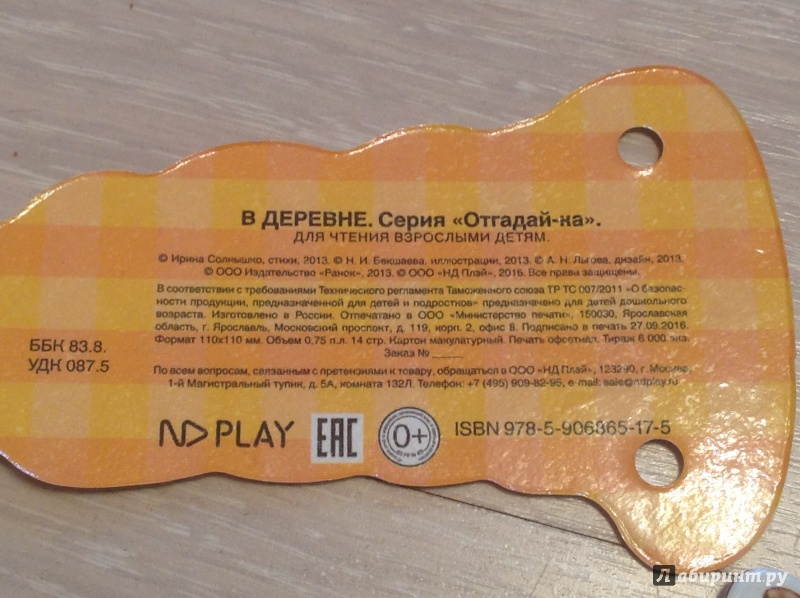 В ДЕРЕВНЕ. Серия «Отгадай-ка».
ДЛЯ ЧТЕНИЯ ВЗРОСЛЫМИ ДЕТЯМ.
© Ирина Солнышко, стихи, 2013. © Н. И. Бекшаева, иллюстрации, 2013. © А. Н. Льгова, дизайн, 2013.
© ООО Издательство «Ранок», 2013. © ООО «НД Плэй», 2016. Все права защищены.
В соответствии с требованиями Технического регламента Таможенного союза ТР ТС 007/2011 «О безопас-
ности продукции, предназначенной для детей и подростков» предназначено для детей дошкольного
возраста. Изготовлено в России. Отпечатано в ООО «Министерство печати», 150030, Ярославская
область, г. Ярославль, Московский проспект, д. 119, корп. 2, офис 8. Подписано в печать 27.09.2016.
Формат 110х110 мм. Объем 0,75 п.л. 14 стр. Картон макулатурный. Печать офсетная. Тираж 6 000 экз.
Заказ № _____
ББК 83.8.
УДК 087.5
По всем вопросам, связанным с претензиями к товару, обращаться в ООО «НД Плэй», 123290, г. Москва,
1-й Магистральный тупик, д. 5А, комната 132Л. Телефон: +7 (495) 909-82-95, e-mail: sale@ndplay.ru
ND PLAY EAC 0+ ISBN 978-5-906865-17-5
Лабиринт.ру